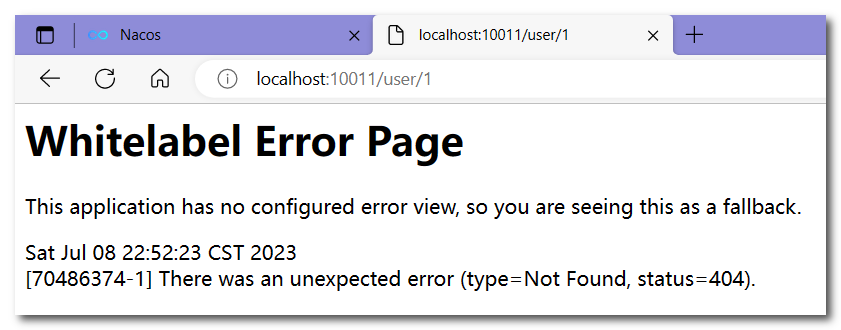 Nacos
localhost:10011/user/1
localhost:10011/user/1
Whitelabel Error Page
This application has no configured error view, so you are seeing this as a fallback.
Sat Jul 08 22:52:23 CST 2023
[70486374-1] There was an unexpected error (type=Not Found, status=404).